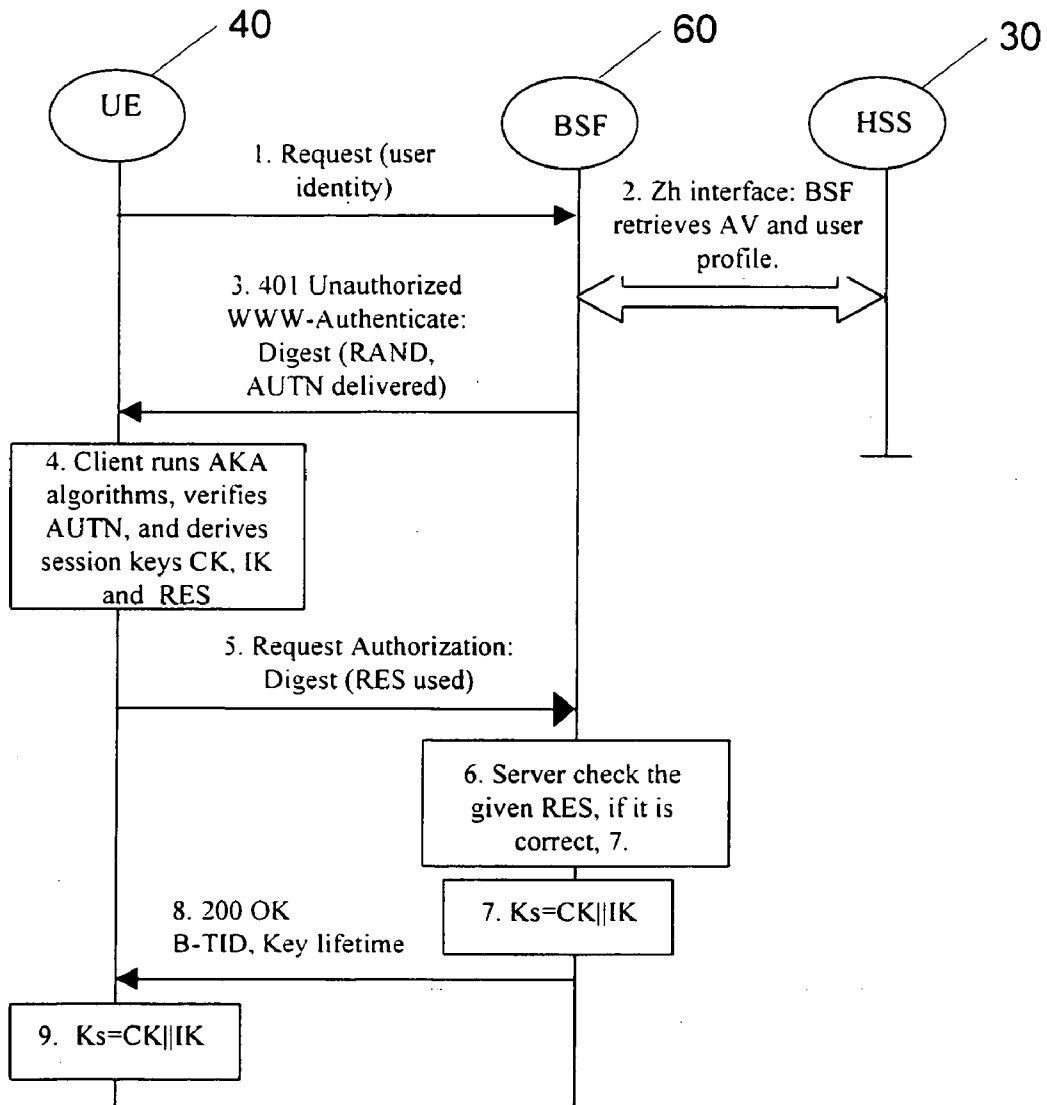 40
60
30
UE
BSF
HSS
1. Request (user
identity)
2. Zh interface: BSF
retrieves AV and user
profile.
3. 401 Unauthorized
WWW-Authenticate:
Digest (RAND,
AUTN delivered)
4. Client runs AKA
algorithms, verifies
AUTN, and derives
session keys CK, IK
and RES
5. Request Authorization:
Digest (RES used)
6. Server check the
given RES, if it is
correct, 7.
7. Ks=CK||IK
8. 200 OK
B-TID, Key lifetime
9. Ks=CK||IK